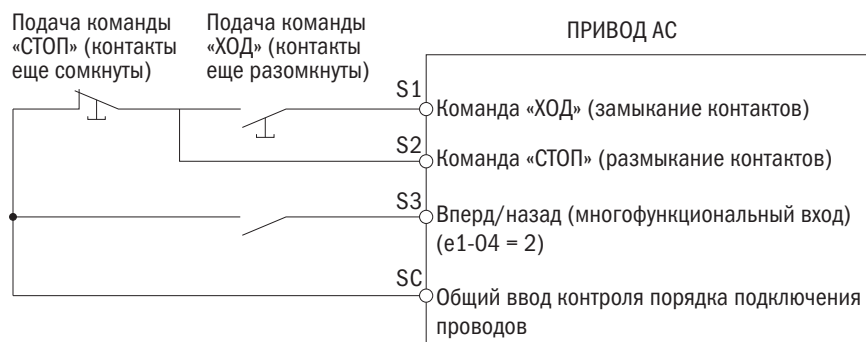 Подача команды
«СТОП» (контакты
еще сомкнуты)
Подача команды
«ХОД» (контакты
еще разомкнуты)
ПРИВОД АС
S1
Команда «ХОД» (замыкание контактов)
S2
Команда «СТОП» (размыкание контактов)
S3
Вперд/назад (многофункциональный вход)
(e1-04 = 2)
SC
Общий ввод контроля порядка подключения
проводов